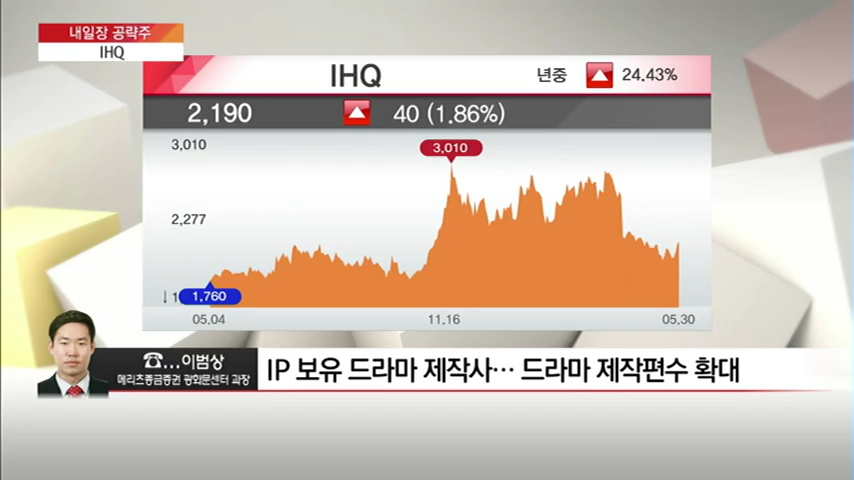 내일장 공략주
IHQ
IHQ
년중 24.43%
2,190 40 (1.86%)
3,010
3,010
2,277
1,760
05.04 11.16 05.30
☎...이범상
메리츠종금증권 광화문센터 과장
IP 보유 드라마 제작사… 드라마 제작편수 확대